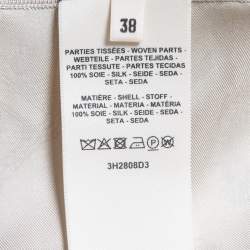 38
PARTIES TISSÉES - WOVEN PARTS -
WEBTEILE - PARTES TEJIDAS -
PARTI TESSUTE - PARTES TECIDAS
100% SOIE - SILK - SEIDE - SEDA -
SETA - SEDA
MATIÈRE - SHELL - STOFF -
MATERIAL - MATERIA - MATERIAL
100% SOIE - SILK - SEIDE - SEDA -
SETA - SEDA
3H2808D3